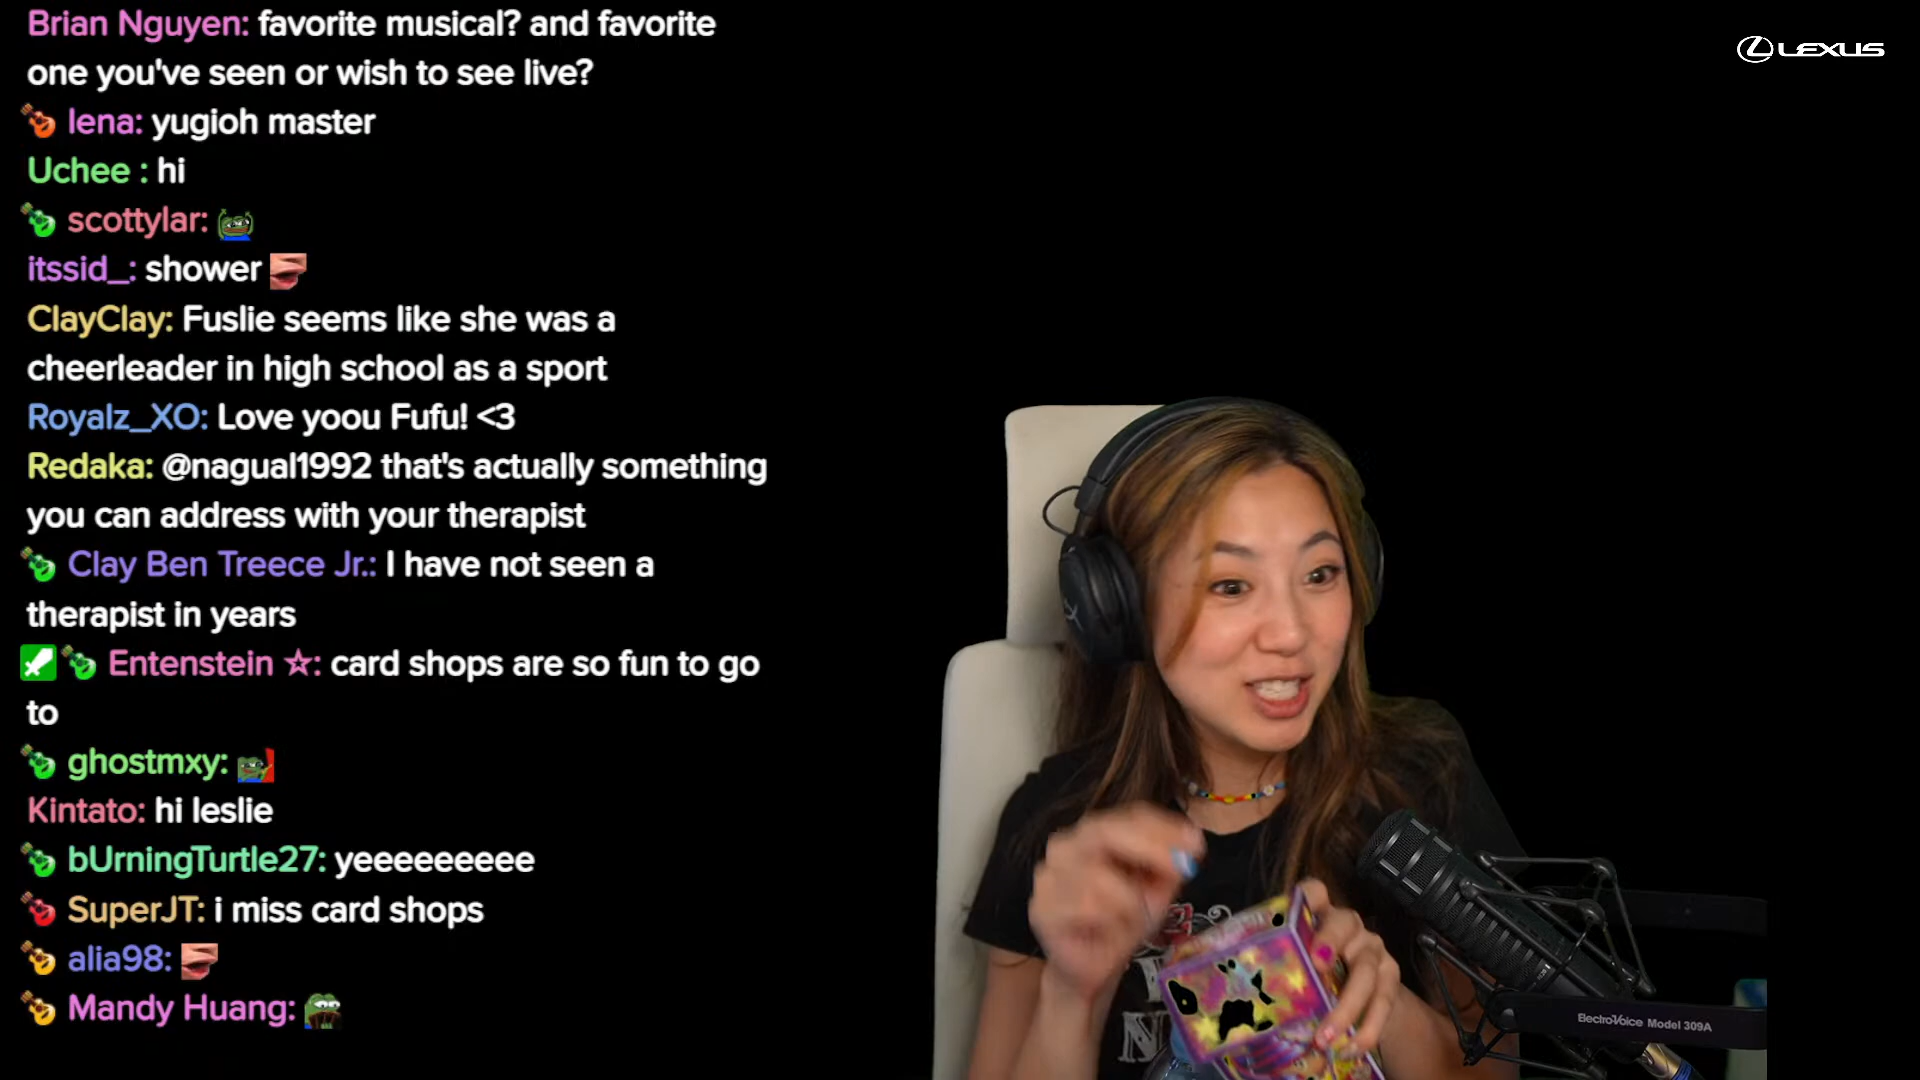 Brian Nguyen: favorite musical? and favorite
one you've seen or wish to see live?
lena: yugioh master
Uchee : hi
scottylar:
itssid_: shower
ClayClay: Fuslie seems like she was a
cheerleader in high school as a sport
Royalz_XO: Love yoou Fufu! <3
Redaka: @nagual1992 that's actually something
you can address with your therapist
Clay Ben Treece Jr.: I have not seen a
therapist in years
Entenstein ☆: card shops are so fun to go
to
ghostmxy:
Kintato: hi leslie
bUrningTurtle27: yeeeeeeeee
SuperJT: i miss card shops
alia98:
Mandy Huang:
LEXUS
ElectroVoice Model 309A